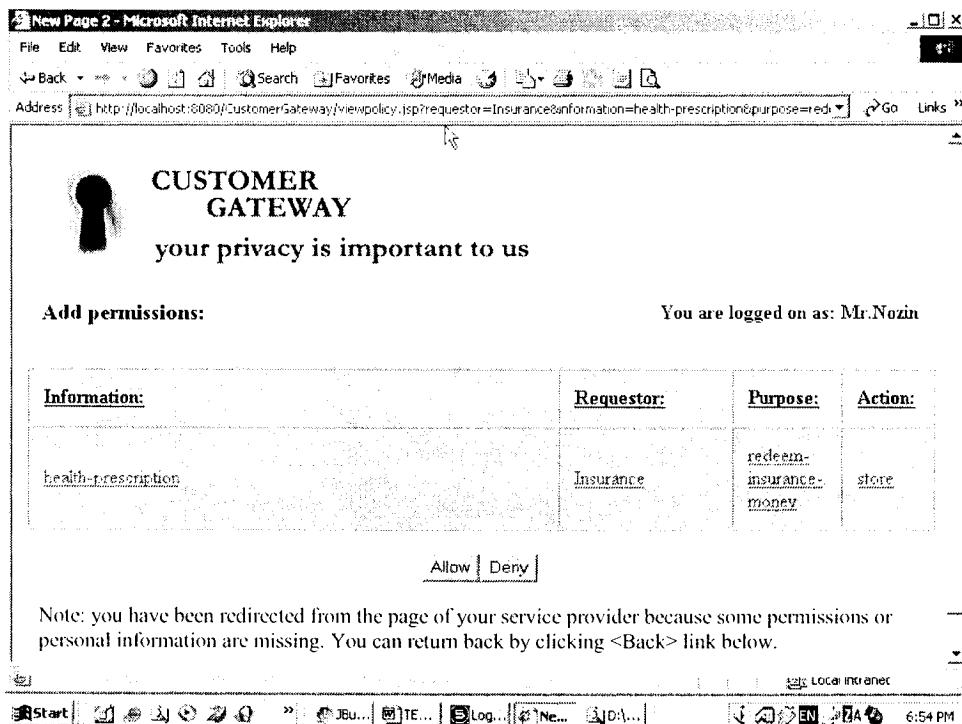 New Page 2 - Microsoft Internet Explorer
File Edit View Favorites Tools Help
Back Search Favorites Media
Address http://localhost:8080/CustomerGateway/viewpolicy.jsp?requestor=Insurance&information=health-prescription&purpose=red Go Links »
CUSTOMER
GATEWAY
your privacy is important to us
Add permissions: You are logged on as: Mr.Nozin
Information: Requestor: Purpose: Action:
health-prescription Insurance redeem-
insurance-
money store
Allow Deny
Note: you have been redirected from the page of your service provider because some permissions or
personal information are missing. You can return back by clicking <Back> link below.
Local intranet
Start » JBu... TE... Log... Ne... D:\... EN 6:54 PM